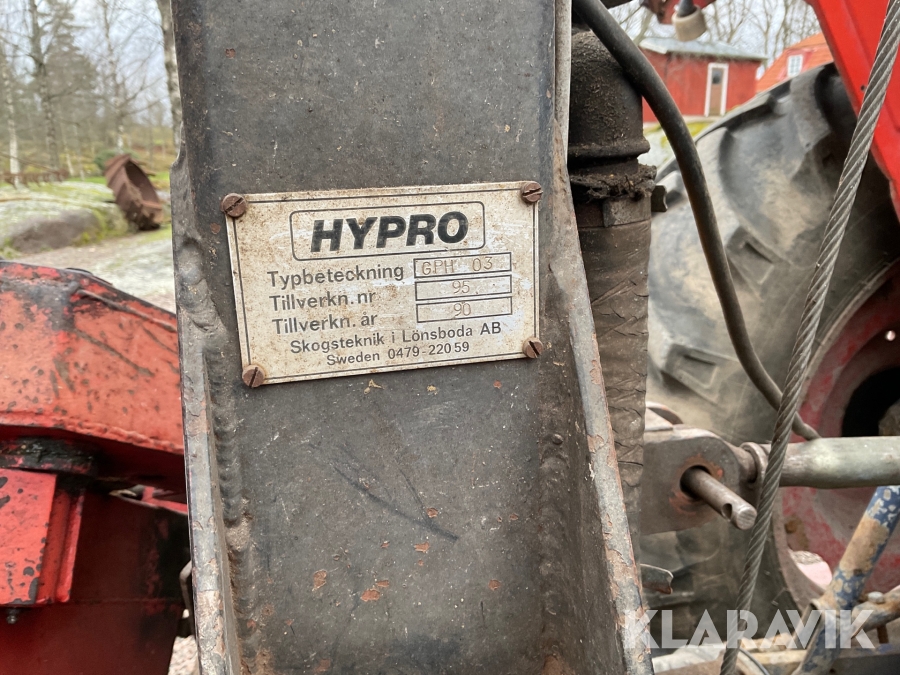 HYPRO
Typbeteckning GPH 03
Tillverkn. nr 95
Tillverkn. år 90
Skogsteknik i Lönsboda AB
Sweden 0479-220 59
KLARAVIK